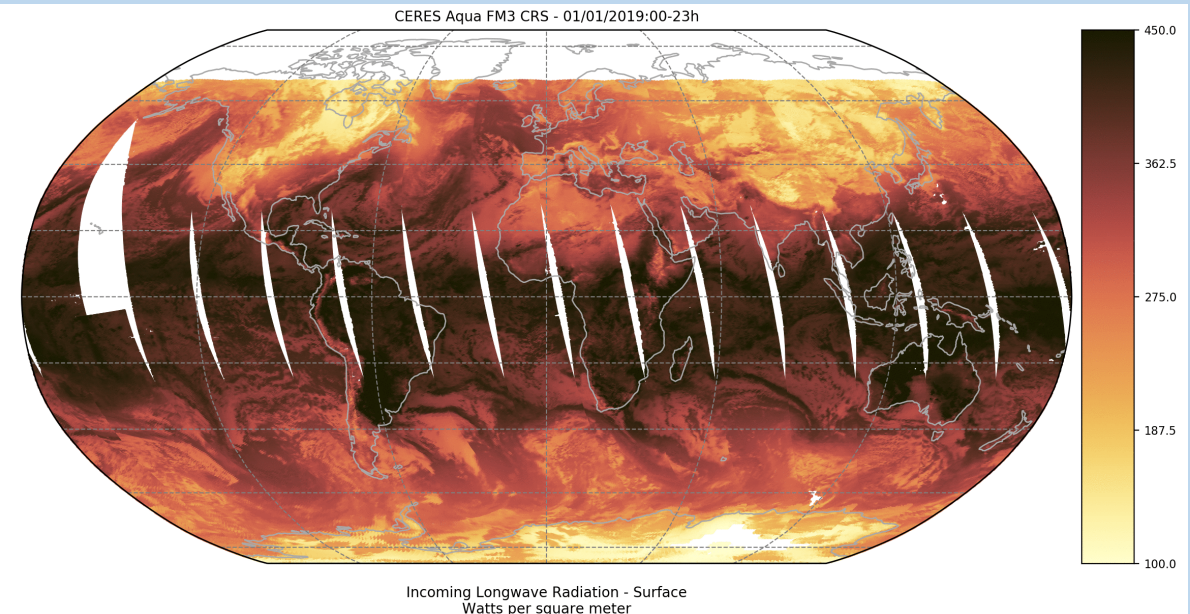 CERES Aqua FM3 CRS - 01/01/2019:00-23h
450.0
362.5
275.0
187.5
100.0
Incoming Longwave Radiation - Surface
Watts per square meter